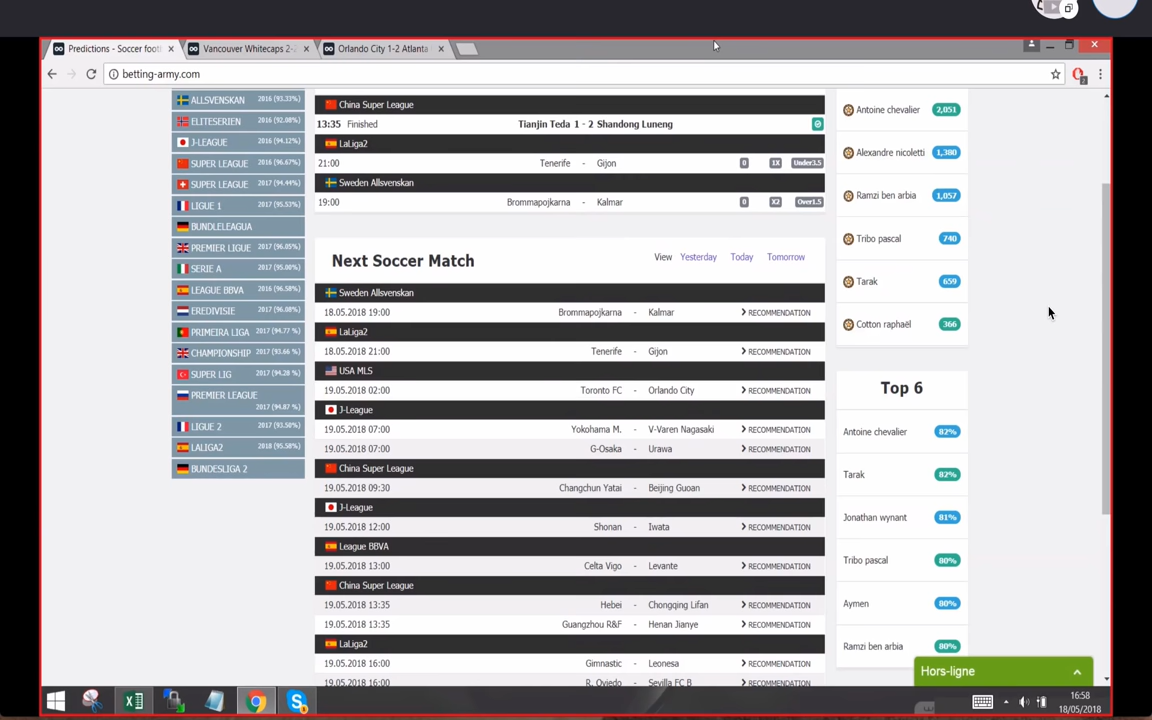 Predictions - Soccer footl
Vancouver Whitecaps 2-2
Orlando City 1-2 Atlanta
betting-army.com
ALLSVENSKAN 2016 (93.33%)
ELITESERIEN 2016 (92.08%)
J-LEAGUE 2016 (94.12%)
SUPER LEAGUE 2016 (96.67%)
SUPER LEAGUE 2017 (94.44%)
LIGUE 1 2017 (95.53%)
BUNDLELEAGUA
PREMIER LIGUE 2017 (96.05%)
SERIE A 2017 (95.00%)
LEAGUE BBVA 2016 (96.58%)
EREDIVISIE 2017 (96.08%)
PRIMEIRA LIGA 2017 (94.77 %)
CHAMPIONSHIP 2017 (93.66 %)
SUPER LIG 2017 (94.28 %)
PREMIER LEAGUE
2017 (94.87 %)
LIGUE 2 2017 (93.50%)
LALIGA2 2018 (95.58%)
BUNDESLIGA 2
China Super League
13:35 Finished Tianjin Teda 1 - 2 Shandong Luneng
LaLiga2
21:00 Tenerife - Gijon 0 1X Under3.5
Sweden Allsvenskan
19:00 Brommapojkarna - Kalmar 0 X2 Over1.5
Next Soccer Match
View Yesterday Today Tomorrow
Sweden Allsvenskan
18.05.2018 19:00 Brommapojkarna - Kalmar RECOMMENDATION
LaLiga2
18.05.2018 21:00 Tenerife - Gijon RECOMMENDATION
USA MLS
19.05.2018 02:00 Toronto FC - Orlando City RECOMMENDATION
J-League
19.05.2018 07:00 Yokohama M. - V-Varen Nagasaki RECOMMENDATION
19.05.2018 07:00 G-Osaka - Urawa RECOMMENDATION
China Super League
19.05.2018 09:30 Changchun Yatai - Beijing Guoan RECOMMENDATION
J-League
19.05.2018 12:00 Shonan - Iwata RECOMMENDATION
League BBVA
19.05.2018 13:00 Celta Vigo - Levante RECOMMENDATION
China Super League
19.05.2018 13:35 Hebei - Chongqing Lifan RECOMMENDATION
19.05.2018 13:35 Guangzhou R&F - Henan Jianye RECOMMENDATION
LaLiga2
19.05.2018 16:00 Gimnastic - Leonesa RECOMMENDATION
19.05.2018 16:00 R. Oviedo - Sevilla FC B RECOMMENDATION
Antoine chevalier 2,051
Alexandre nicoletti 1,380
Ramzi ben arbia 1,057
Tribo pascal 740
Tarak 659
Cotton raphaël 366
Top 6
Antoine chevalier 82%
Tarak 82%
Jonathan wynant 81%
Tribo pascal 80%
Aymen 80%
Ramzi ben arbia 80%
Hors-ligne
16:58
18/05/2018